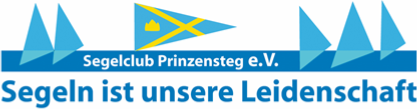 Segelclub Prinzensteg e.V.
Segeln ist unsere Leidenschaft